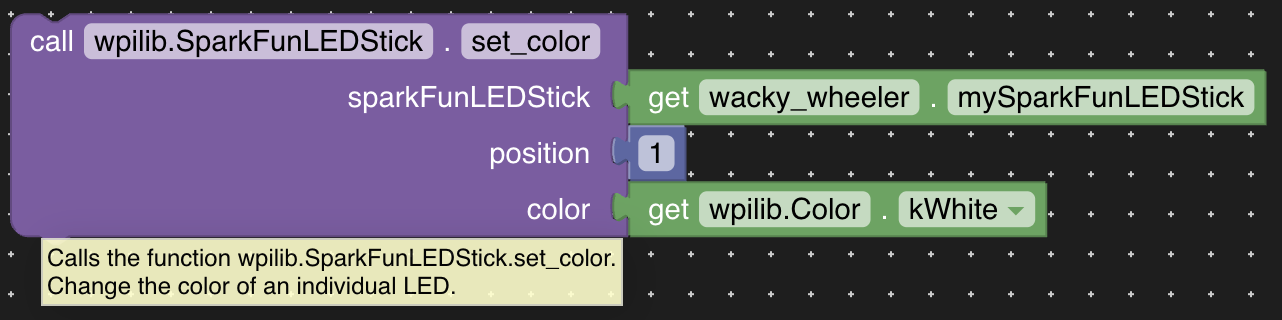 call wpilib.SparkFunLEDStick . set_color
sparkFunLEDStick get wacky_wheeler . mySparkFunLEDStick
position 1
color get wpilib.Color . kWhite
Calls the function wpilib.SparkFunLEDStick.set_color.
Change the color of an individual LED.